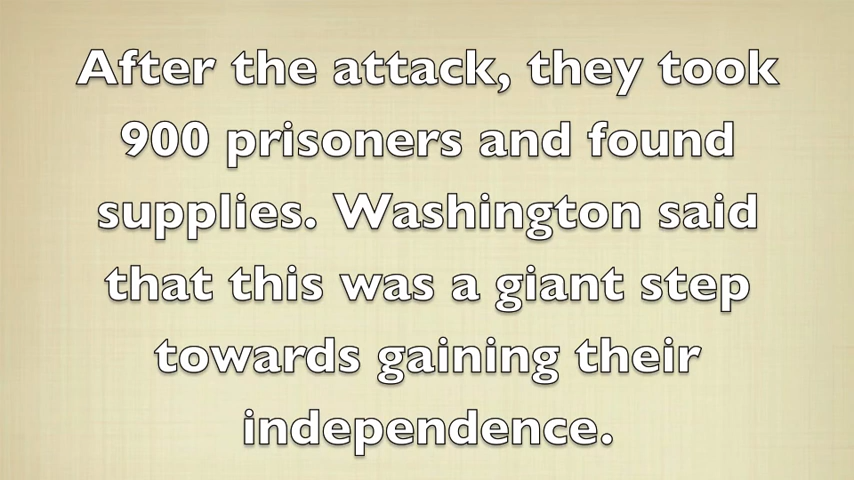 After the attack, they took
900 prisoners and found
supplies. Washington said
that this was a giant step
towards gaining their
independence.